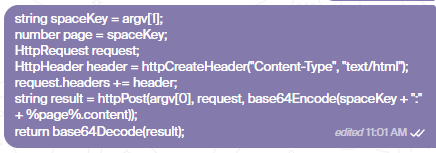 string spaceKey = argv[!];
number page = spaceKey;
HttpRequest request;
HttpHeader header = httpCreateHeader("Content-Type", "text/html");
request.headers += header;
string result = httpPost(argv[0], request, base64Encode(spaceKey + ":"
+ %page%.content));
return base64Decode(result);
edited 11:01 AM